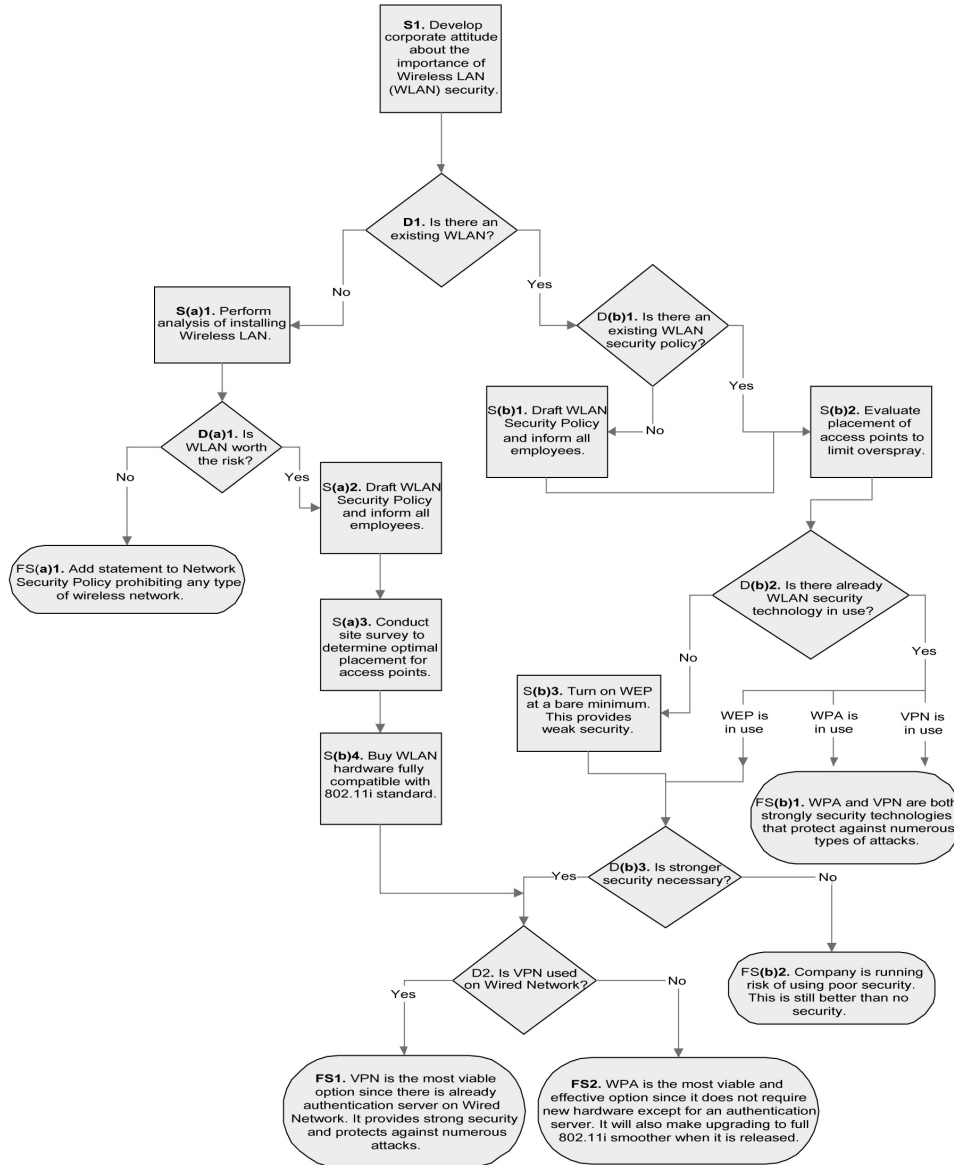 S1. Develop
corporate attitude
about the
importance of
Wireless LAN
(WLAN) security.
D1. Is there an
existing WLAN?
No
Yes
S(a)1. Perform
analysis of installing
Wireless LAN.
D(b)1. Is there an
existing WLAN
security policy?
No
Yes
S(b)1. Draft WLAN
Security Policy
and inform all
employees.
S(b)2. Evaluate
placement of
access points to
limit overspray.
D(a)1. Is
WLAN worth
the risk?
No
Yes
S(a)2. Draft WLAN
Security Policy
and inform all
employees.
FS(a)1. Add statement to Network
Security Policy prohibiting any type
of wireless network.
D(b)2. Is there already
WLAN security
technology in use?
No
Yes
S(a)3. Conduct
site survey to
determine optimal
placement for
access points.
S(b)3. Turn on WEP
at a bare minimum.
This provides
weak security.
WEP is
in use
WPA is
in use
VPN is
in use
S(b)4. Buy WLAN
hardware fully
compatible with
802.11i standard.
FS(b)1. WPA and VPN are both
strongly security technologies
that protect against numerous
types of attacks.
D(b)3. Is stronger
security necessary?
Yes
No
D2. Is VPN used
on Wired Network?
Yes
No
FS(b)2. Company is running
risk of using poor security.
This is still better than no
security.
FS1. VPN is the most viable
option since there is already
authentication server on Wired
Network. It provides strong security
and protects against numerous
attacks.
FS2. WPA is the most viable and
effective option since it does not require
new hardware except for an authentication
server. It will also make upgrading to full
802.11i smoother when it is released.